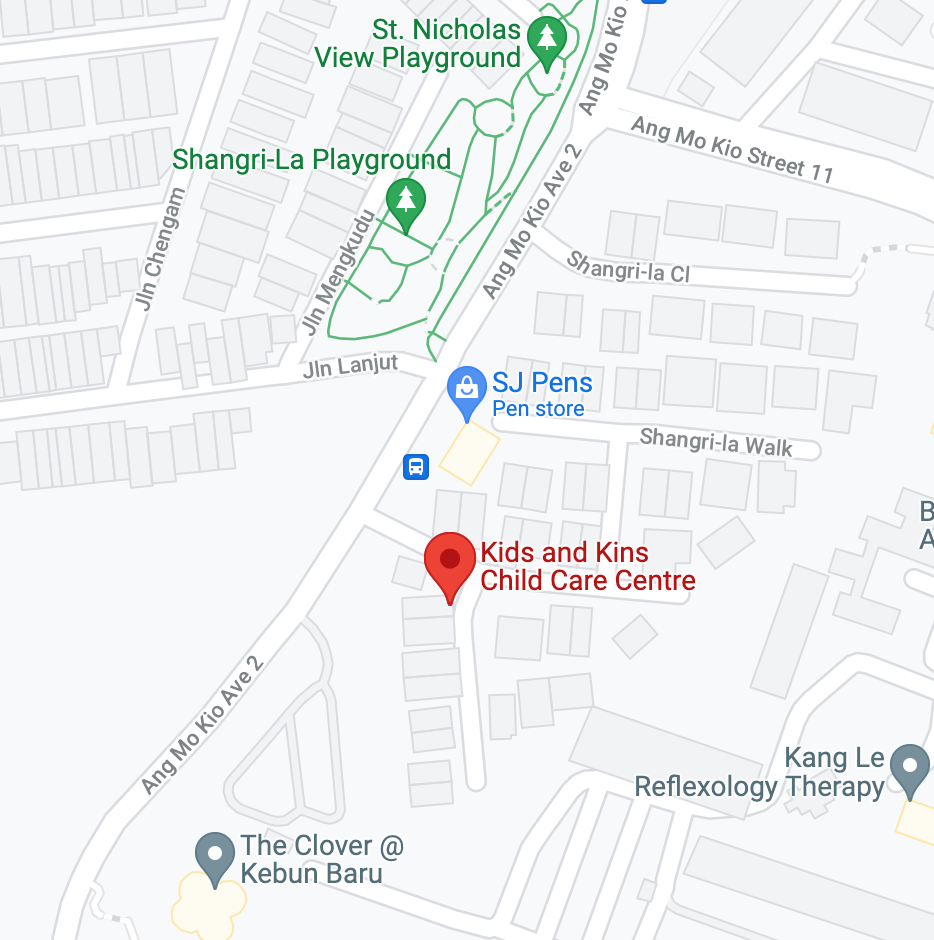 St. Nicholas
View Playground
Ang Mo Kio
Ang Mo Kio Street 11
Shangri-La Playground
Ang Mo Kio Ave 2
Jln Chengam
Jln Mengkudu
Shangri-la Cl
Jln Lanjut
SJ Pens
Pen store
Shangri-la Walk
B
A
Kids and Kins
Child Care Centre
Ang Mo Kio Ave 2
Kang Le
Reflexology Therapy
The Clover @
Kebun Baru